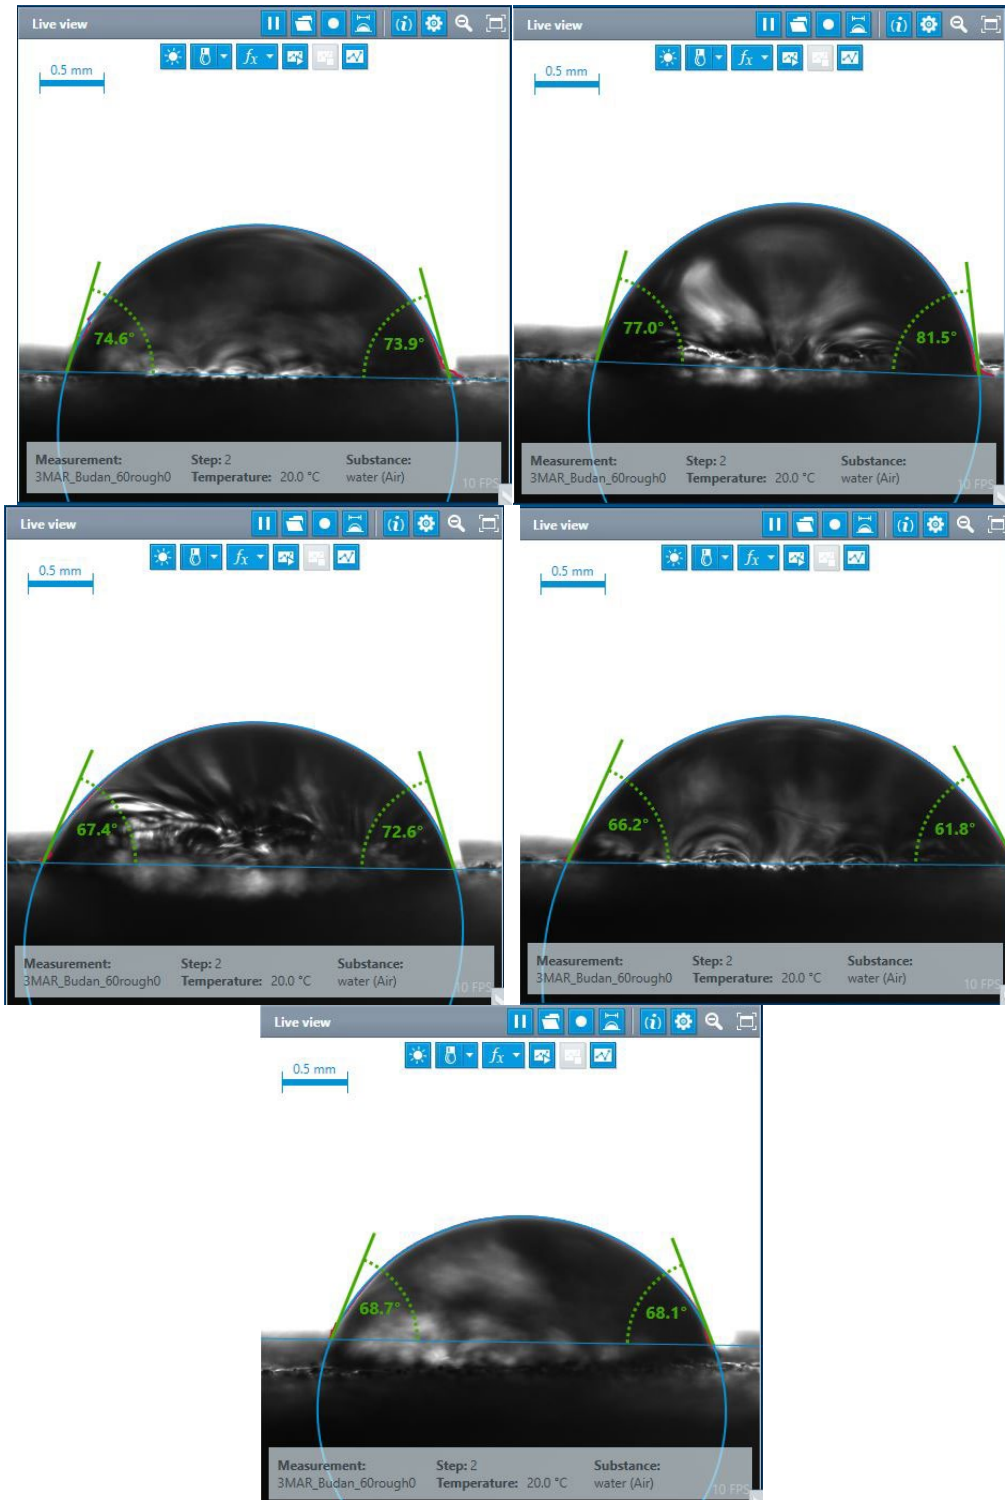 Live view
0.5 mm
fx
74.6° 73.9°
Measurement: Step: 2 Substance:
3MAR_Budan_60rough0 Temperature: 20.0 °C water (Air)
10 FPS
Live view
0.5 mm
fx
77.0° 81.5°
Measurement: Step: 2 Substance:
3MAR_Budan_60rough0 Temperature: 20.0 °C water (Air)
10 FPS
Live view
0.5 mm
fx
67.4° 72.6°
Measurement: Step: 2 Substance:
3MAR_Budan_60rough0 Temperature: 20.0 °C water (Air)
10 FPS
Live view
0.5 mm
fx
66.2° 61.8°
Measurement: Step: 2 Substance:
3MAR_Budan_60rough0 Temperature: 20.0 °C water (Air)
10 FPS
Live view
0.5 mm
fx
68.7° 68.1°
Measurement: Step: 2 Substance:
3MAR_Budan_60rough0 Temperature: 20.0 °C water (Air)
10 FPS